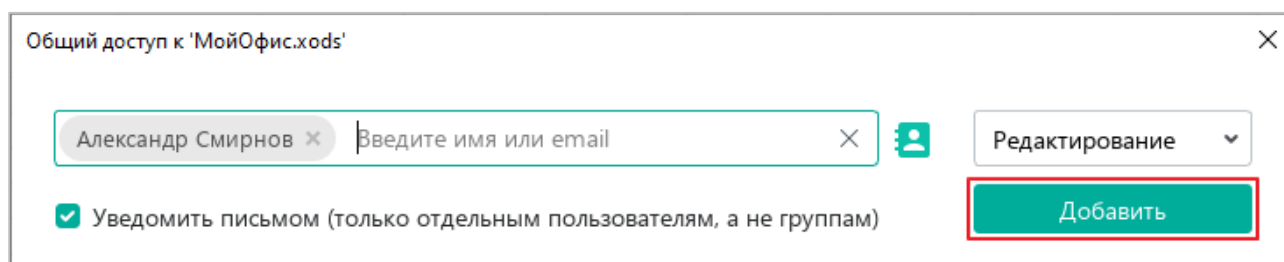 Общий доступ к 'МойОфис.xods'
Александр Смирнов Введите имя или email
Редактирование
Уведомить письмом (только отдельным пользователям, а не группам)
Добавить